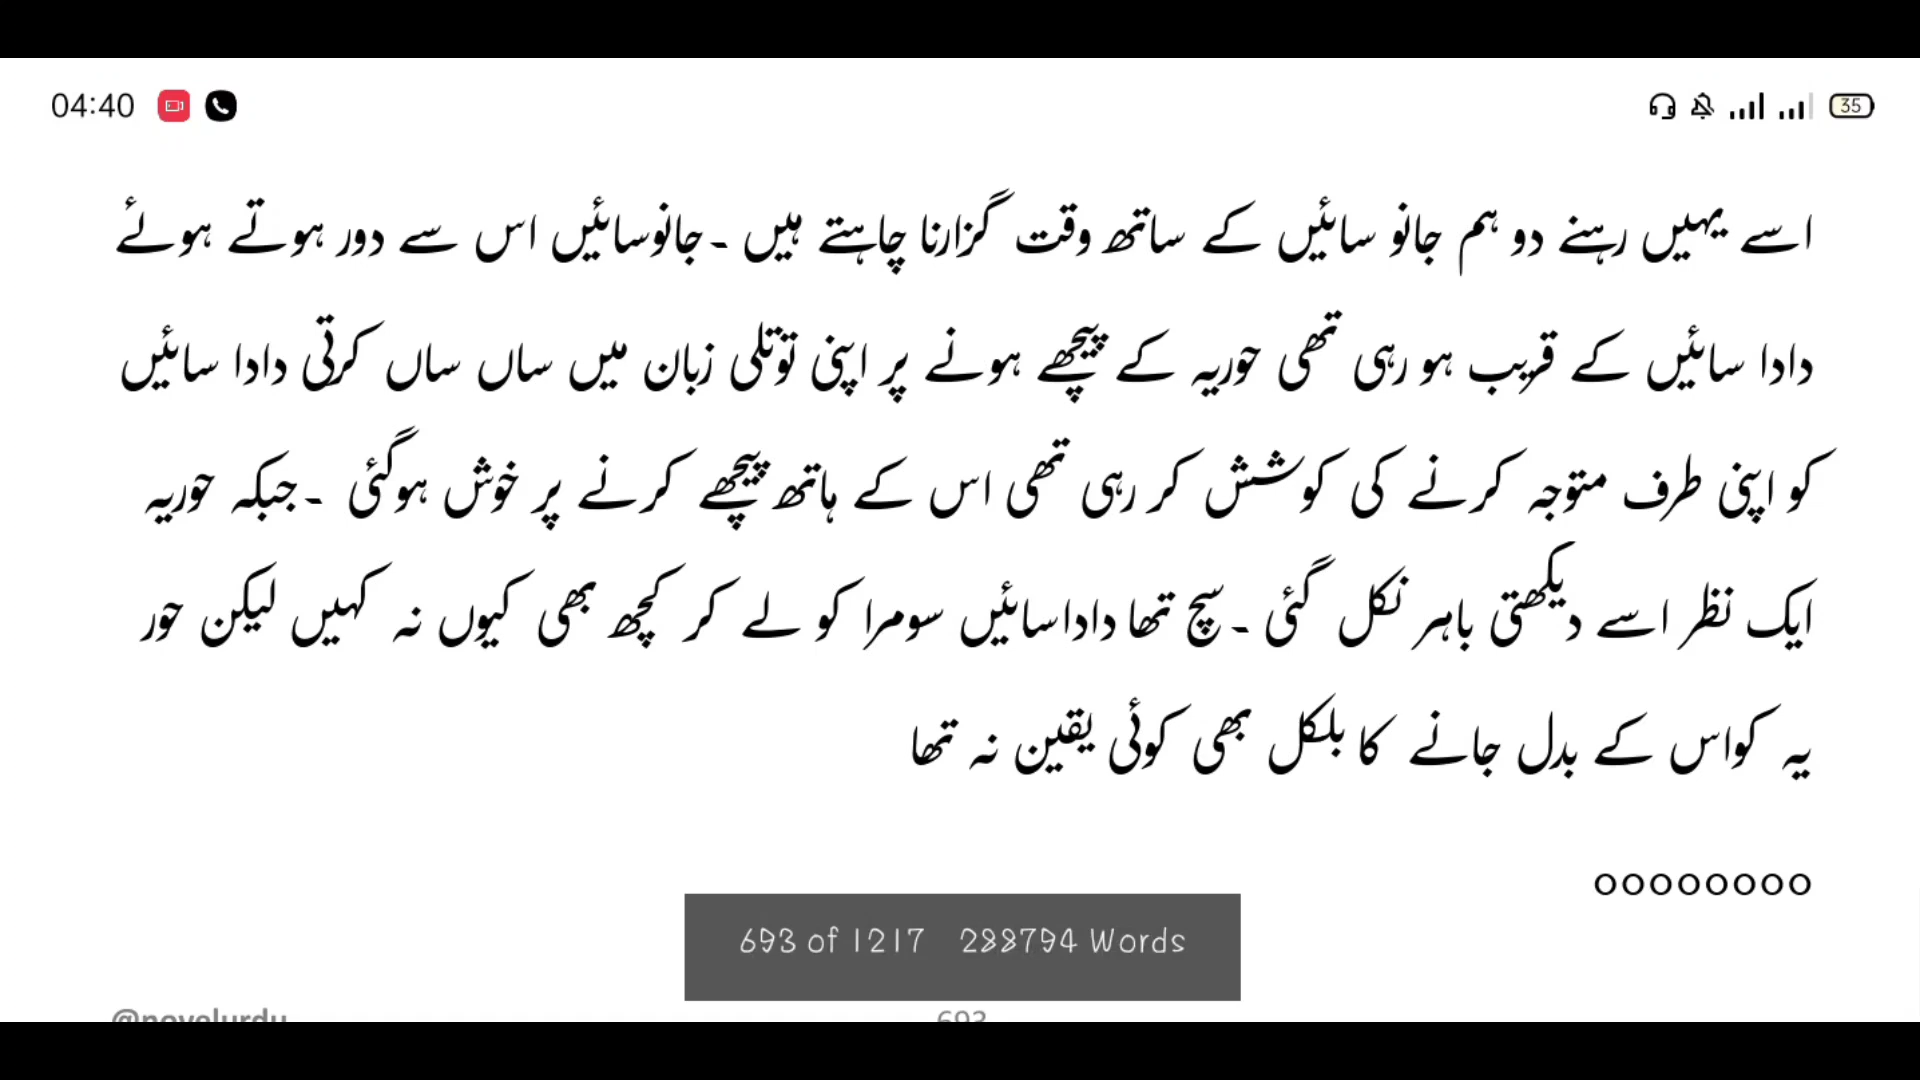 04:40
35
اسے یہیں رہنے دو ہم جانو سائیں کے ساتھ وقت گزارنا چاہتے ہیں ۔جانوسائیں اس سے دور ہوتے ہوئے
دادا سائیں کے قریب ہو رہی تھی حوریہ کے پیچھے ہونے پر اپنی توتلی زبان میں ساں ساں کرتی دادا سائیں
کو اپنی طرف متوجہ کرنے کی کوشش کر رہی تھی اس کے ہاتھ پیچھے کرنے پر خوش ہوگئی ۔جبکہ حوریہ
ایک نظر اسے دیکھتی باہر نکل گئی ۔ سچ تھا داداسائیں سومرا کو لے کر کچھ بھی کیوں نہ کہیں لیکن حور
یہ کواس کے بدل جانے کا بلکل بھی کوئی یقین نہ تھا
oooooooo
693 of 1217 288794 Words
@novelurdu
693